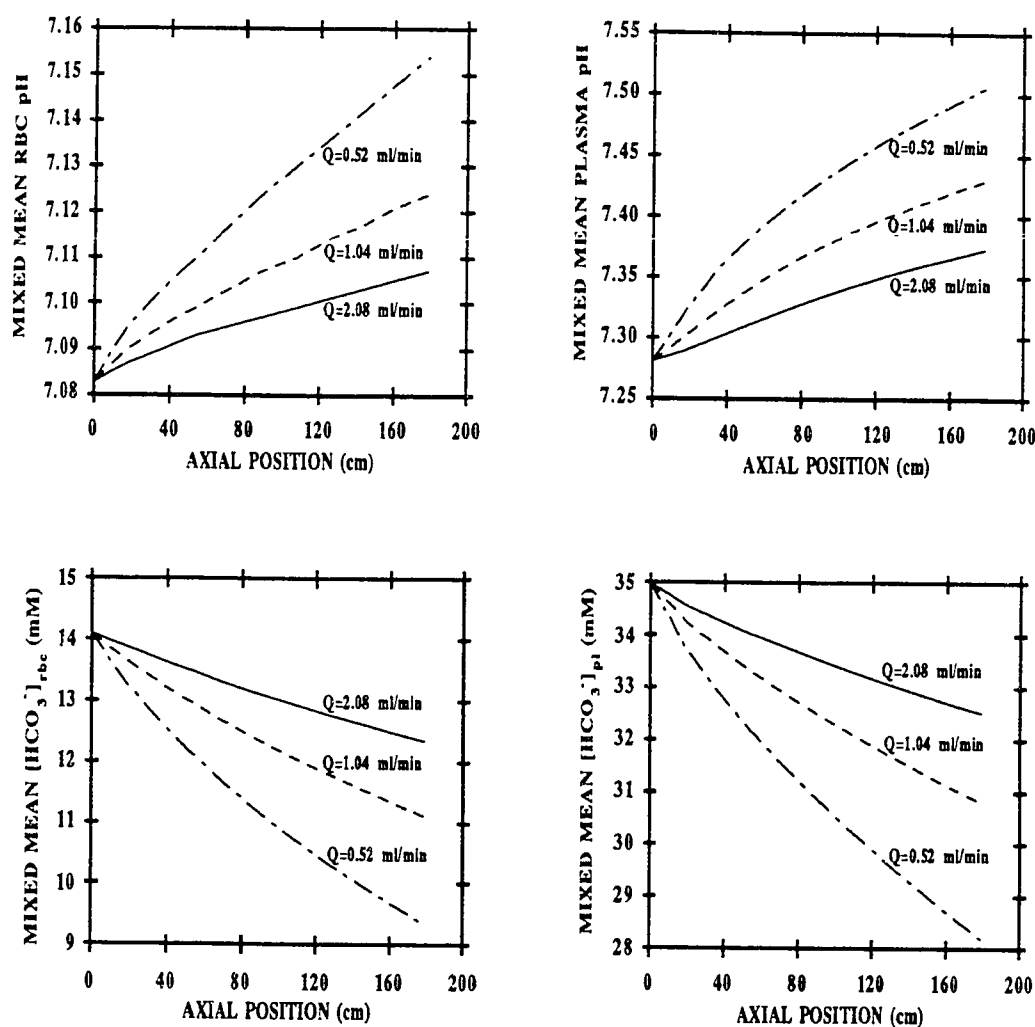 MIXED MEAN RBC pH
7.16
7.15
7.14
7.13
7.12
7.11
7.10
7.09
7.08
Q=0.52 ml/min
Q=1.04 ml/min
Q=2.08 ml/min
0 40 80 120 160 200
AXIAL POSITION (cm)
MIXED MEAN PLASMA pH
7.55
7.50
7.45
7.40
7.35
7.30
7.25
Q=0.52 ml/min
Q=1.04 ml/min
Q=2.08 ml/min
0 40 80 120 160 200
AXIAL POSITION (cm)
MIXED MEAN [HCO₃⁻]rbc (mM)
15
14
13
12
11
10
9
Q=2.08 ml/min
Q=1.04 ml/min
Q=0.52 ml/min
0 40 80 120 160 200
AXIAL POSITION (cm)
MIXED MEAN [HCO₃⁻]pl (mM)
35
34
33
32
31
30
29
28
Q=2.08 ml/min
Q=1.04 ml/min
Q=0.52 ml/min
0 40 80 120 160 200
AXIAL POSITION (cm)